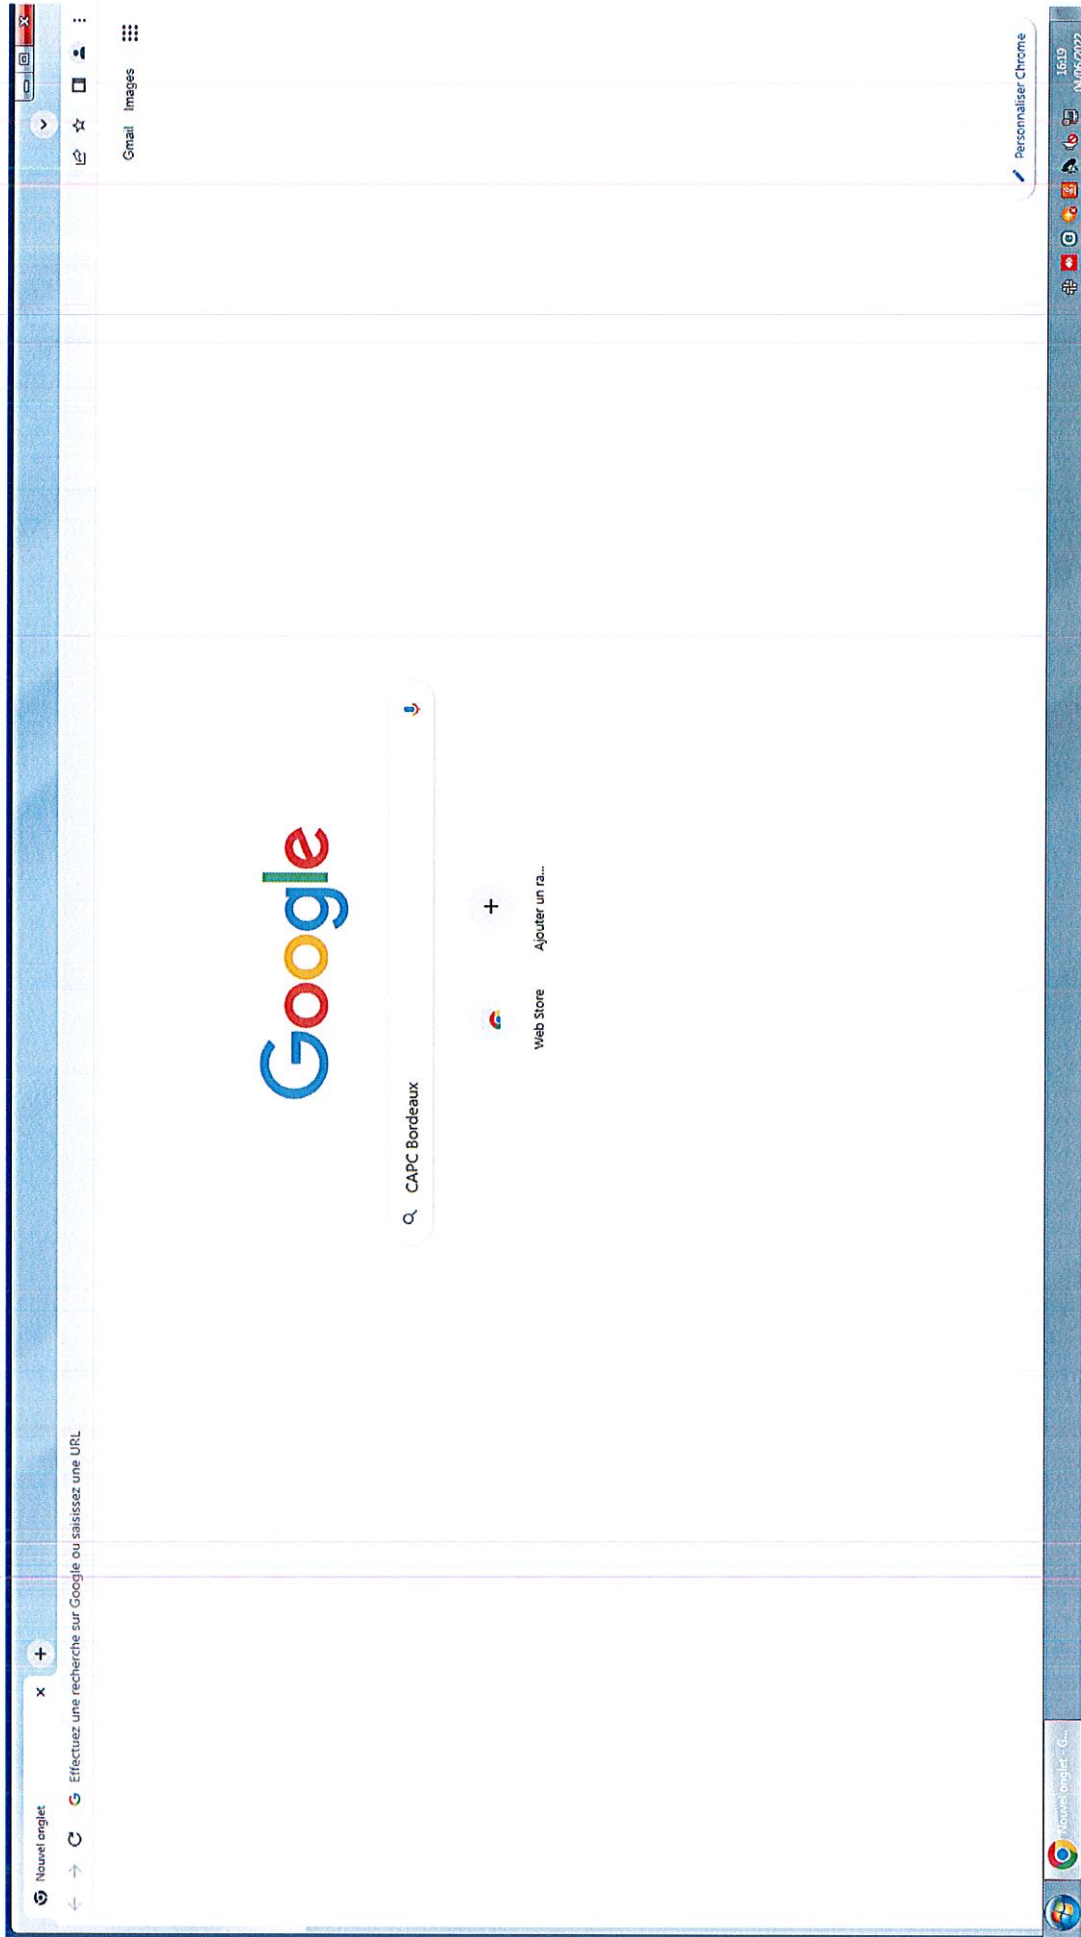 Nouvel onglet
Effectuez une recherche sur Google ou saisissez une URL
Gmail Images
Google
CAPC Bordeaux
Web Store Ajouter un ra...
Personnaliser Chrome
Nouvel onglet - G...
16:19